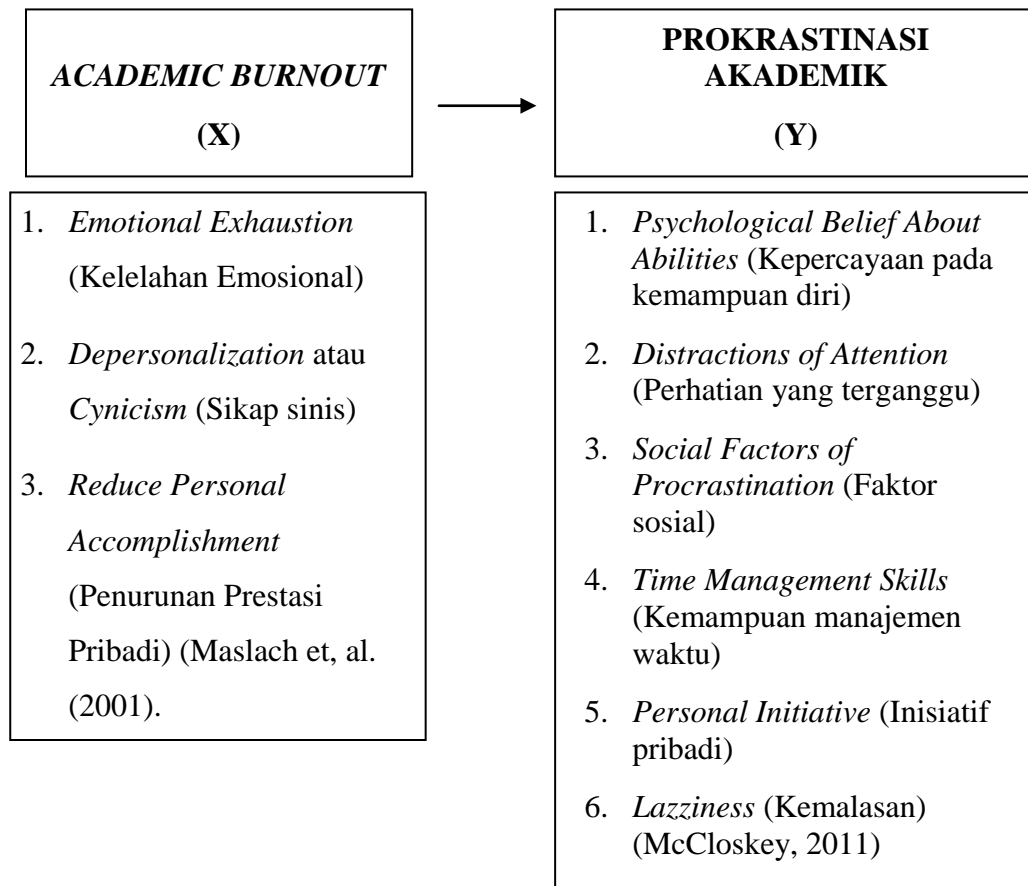 ACADEMIC BURNOUT
(X)
PROKRASTINASI
AKADEMIK
(Y)
1. Emotional Exhaustion
(Kelelahan Emosional)
2. Depersonalization atau
Cynicism (Sikap sinis)
3. Reduce Personal
Accomplishment
(Penurunan Prestasi
Pribadi) (Maslach et, al.
(2001).
1. Psychological Belief About
Abilities (Kepercayaan pada
kemampuan diri)
2. Distractions of Attention
(Perhatian yang terganggu)
3. Social Factors of
Procrastination (Faktor
sosial)
4. Time Management Skills
(Kemampuan manajemen
waktu)
5. Personal Initiative (Inisiatif
pribadi)
6. Lazziness (Kemalasan)
(McCloskey, 2011)